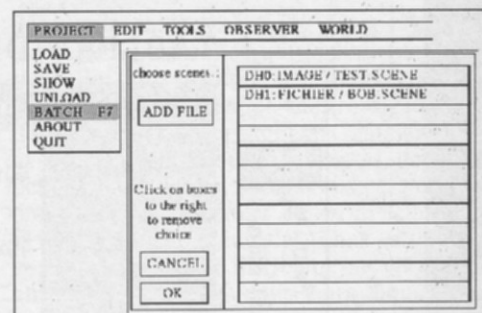 PROJECT EDIT TOOLS OBSERVER WORLD
LOAD
SAVE
SHOW
UNLOAD
BATCH F7
ABOUT
QUIT
choose scenes :
ADD FILE
Click on boxes
to the right
to remove
choice
CANCEL
OK
DH0:IMAGE / TEST.SCENE
DH1:FICHIER / BOB.SCENE